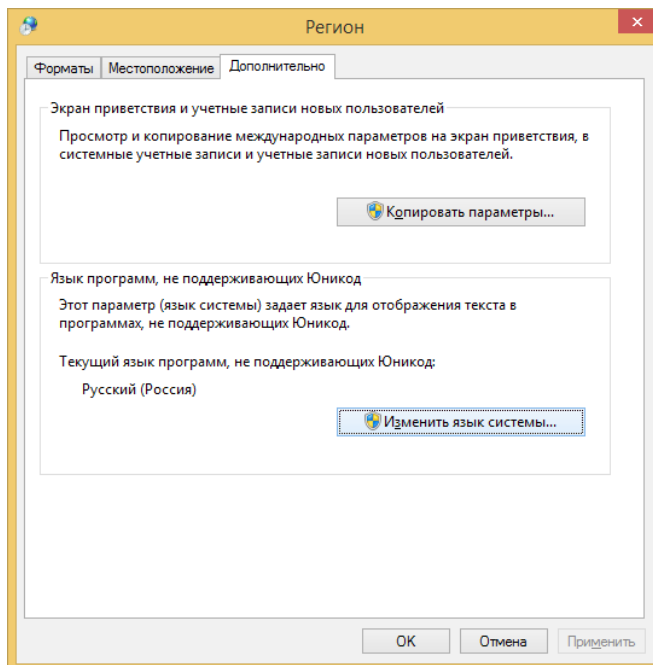 Регион
Форматы Местоположение Дополнительно
Экран приветствия и учетные записи новых пользователей
Просмотр и копирование международных параметров на экран приветствия, в
системные учетные записи и учетные записи новых пользователей.
Копировать параметры...
Язык программ, не поддерживающих Юникод
Этот параметр (язык системы) задает язык для отображения текста в
программах, не поддерживающих Юникод.
Текущий язык программ, не поддерживающих Юникод:
Русский (Россия)
Изменить язык системы...
OK Отмена Применить